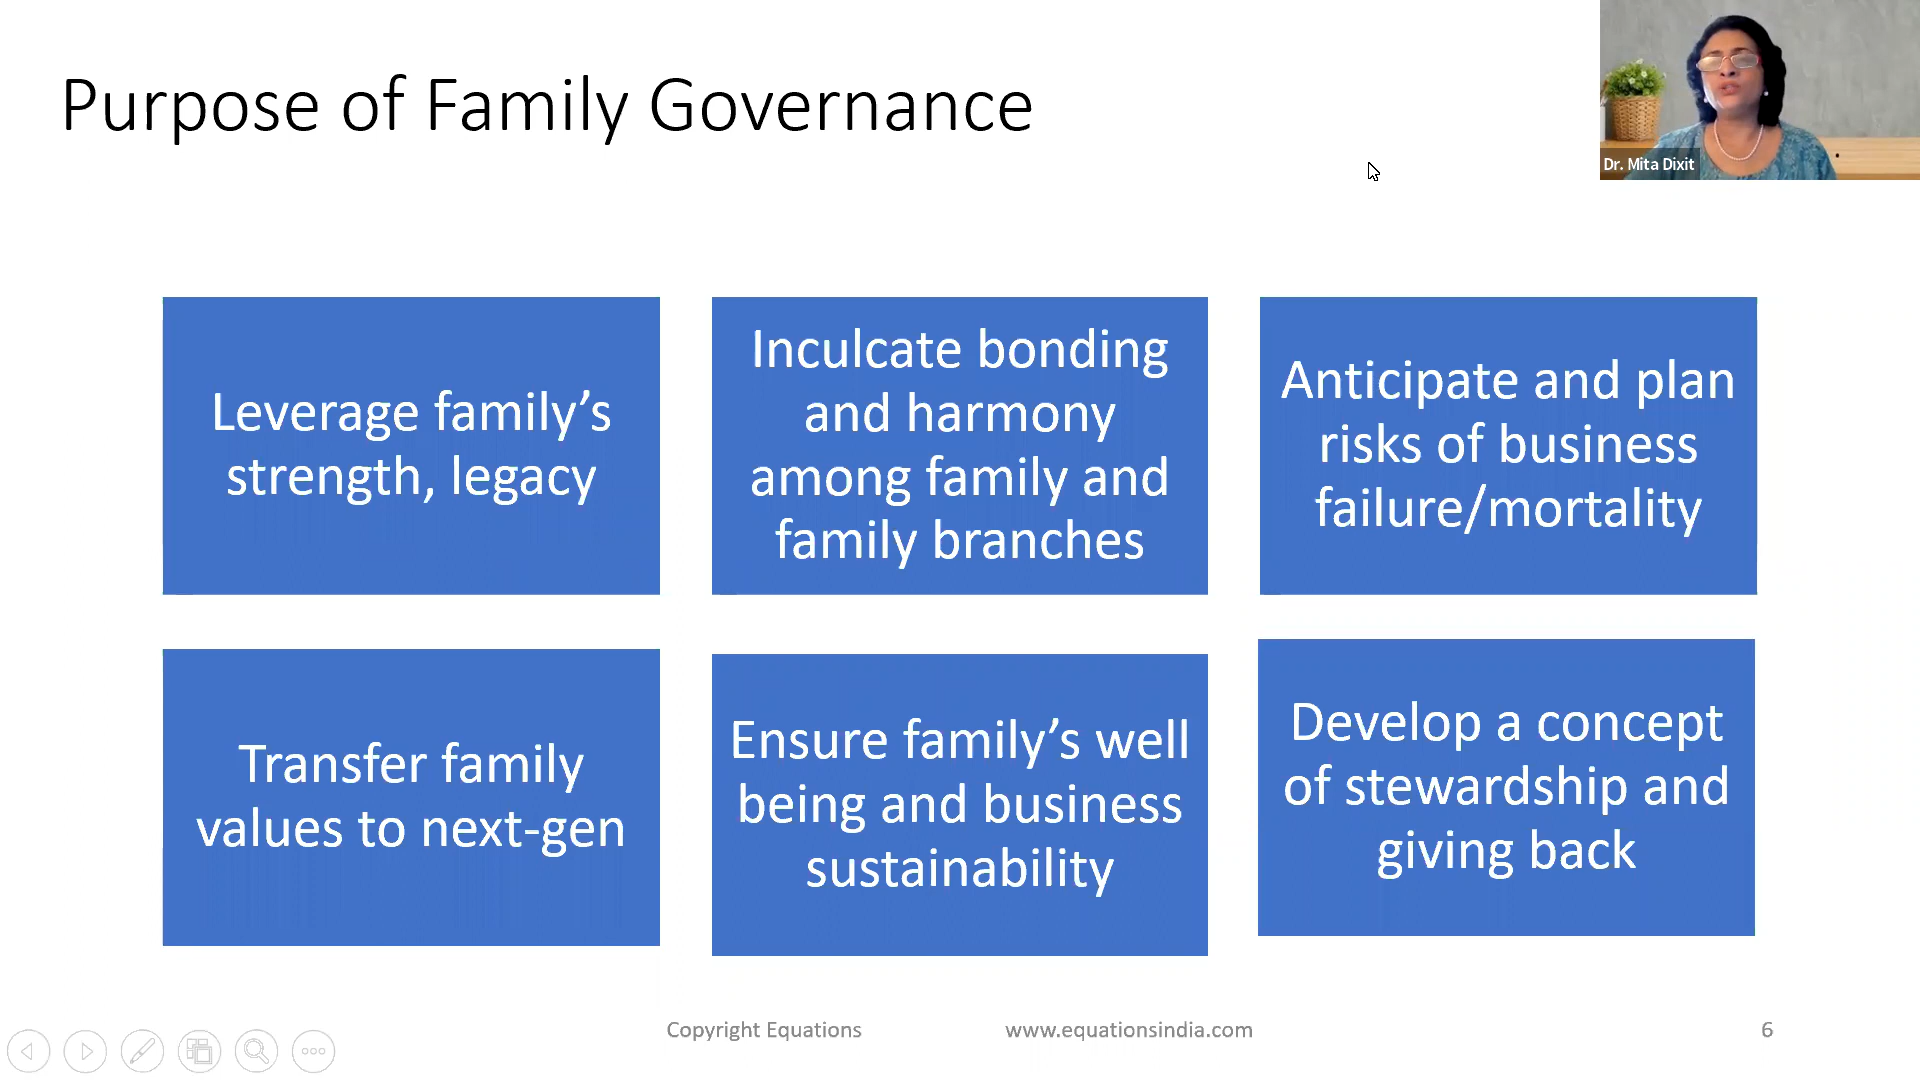 Purpose of Family Governance
Dr. Mita Dixit
Leverage family’s
strength, legacy
Inculcate bonding
and harmony
among family and
family branches
Anticipate and plan
risks of business
failure/mortality
Transfer family
values to next-gen
Ensure family’s well
being and business
sustainability
Develop a concept
of stewardship and
giving back
Copyright Equations
www.equationsindia.com
6